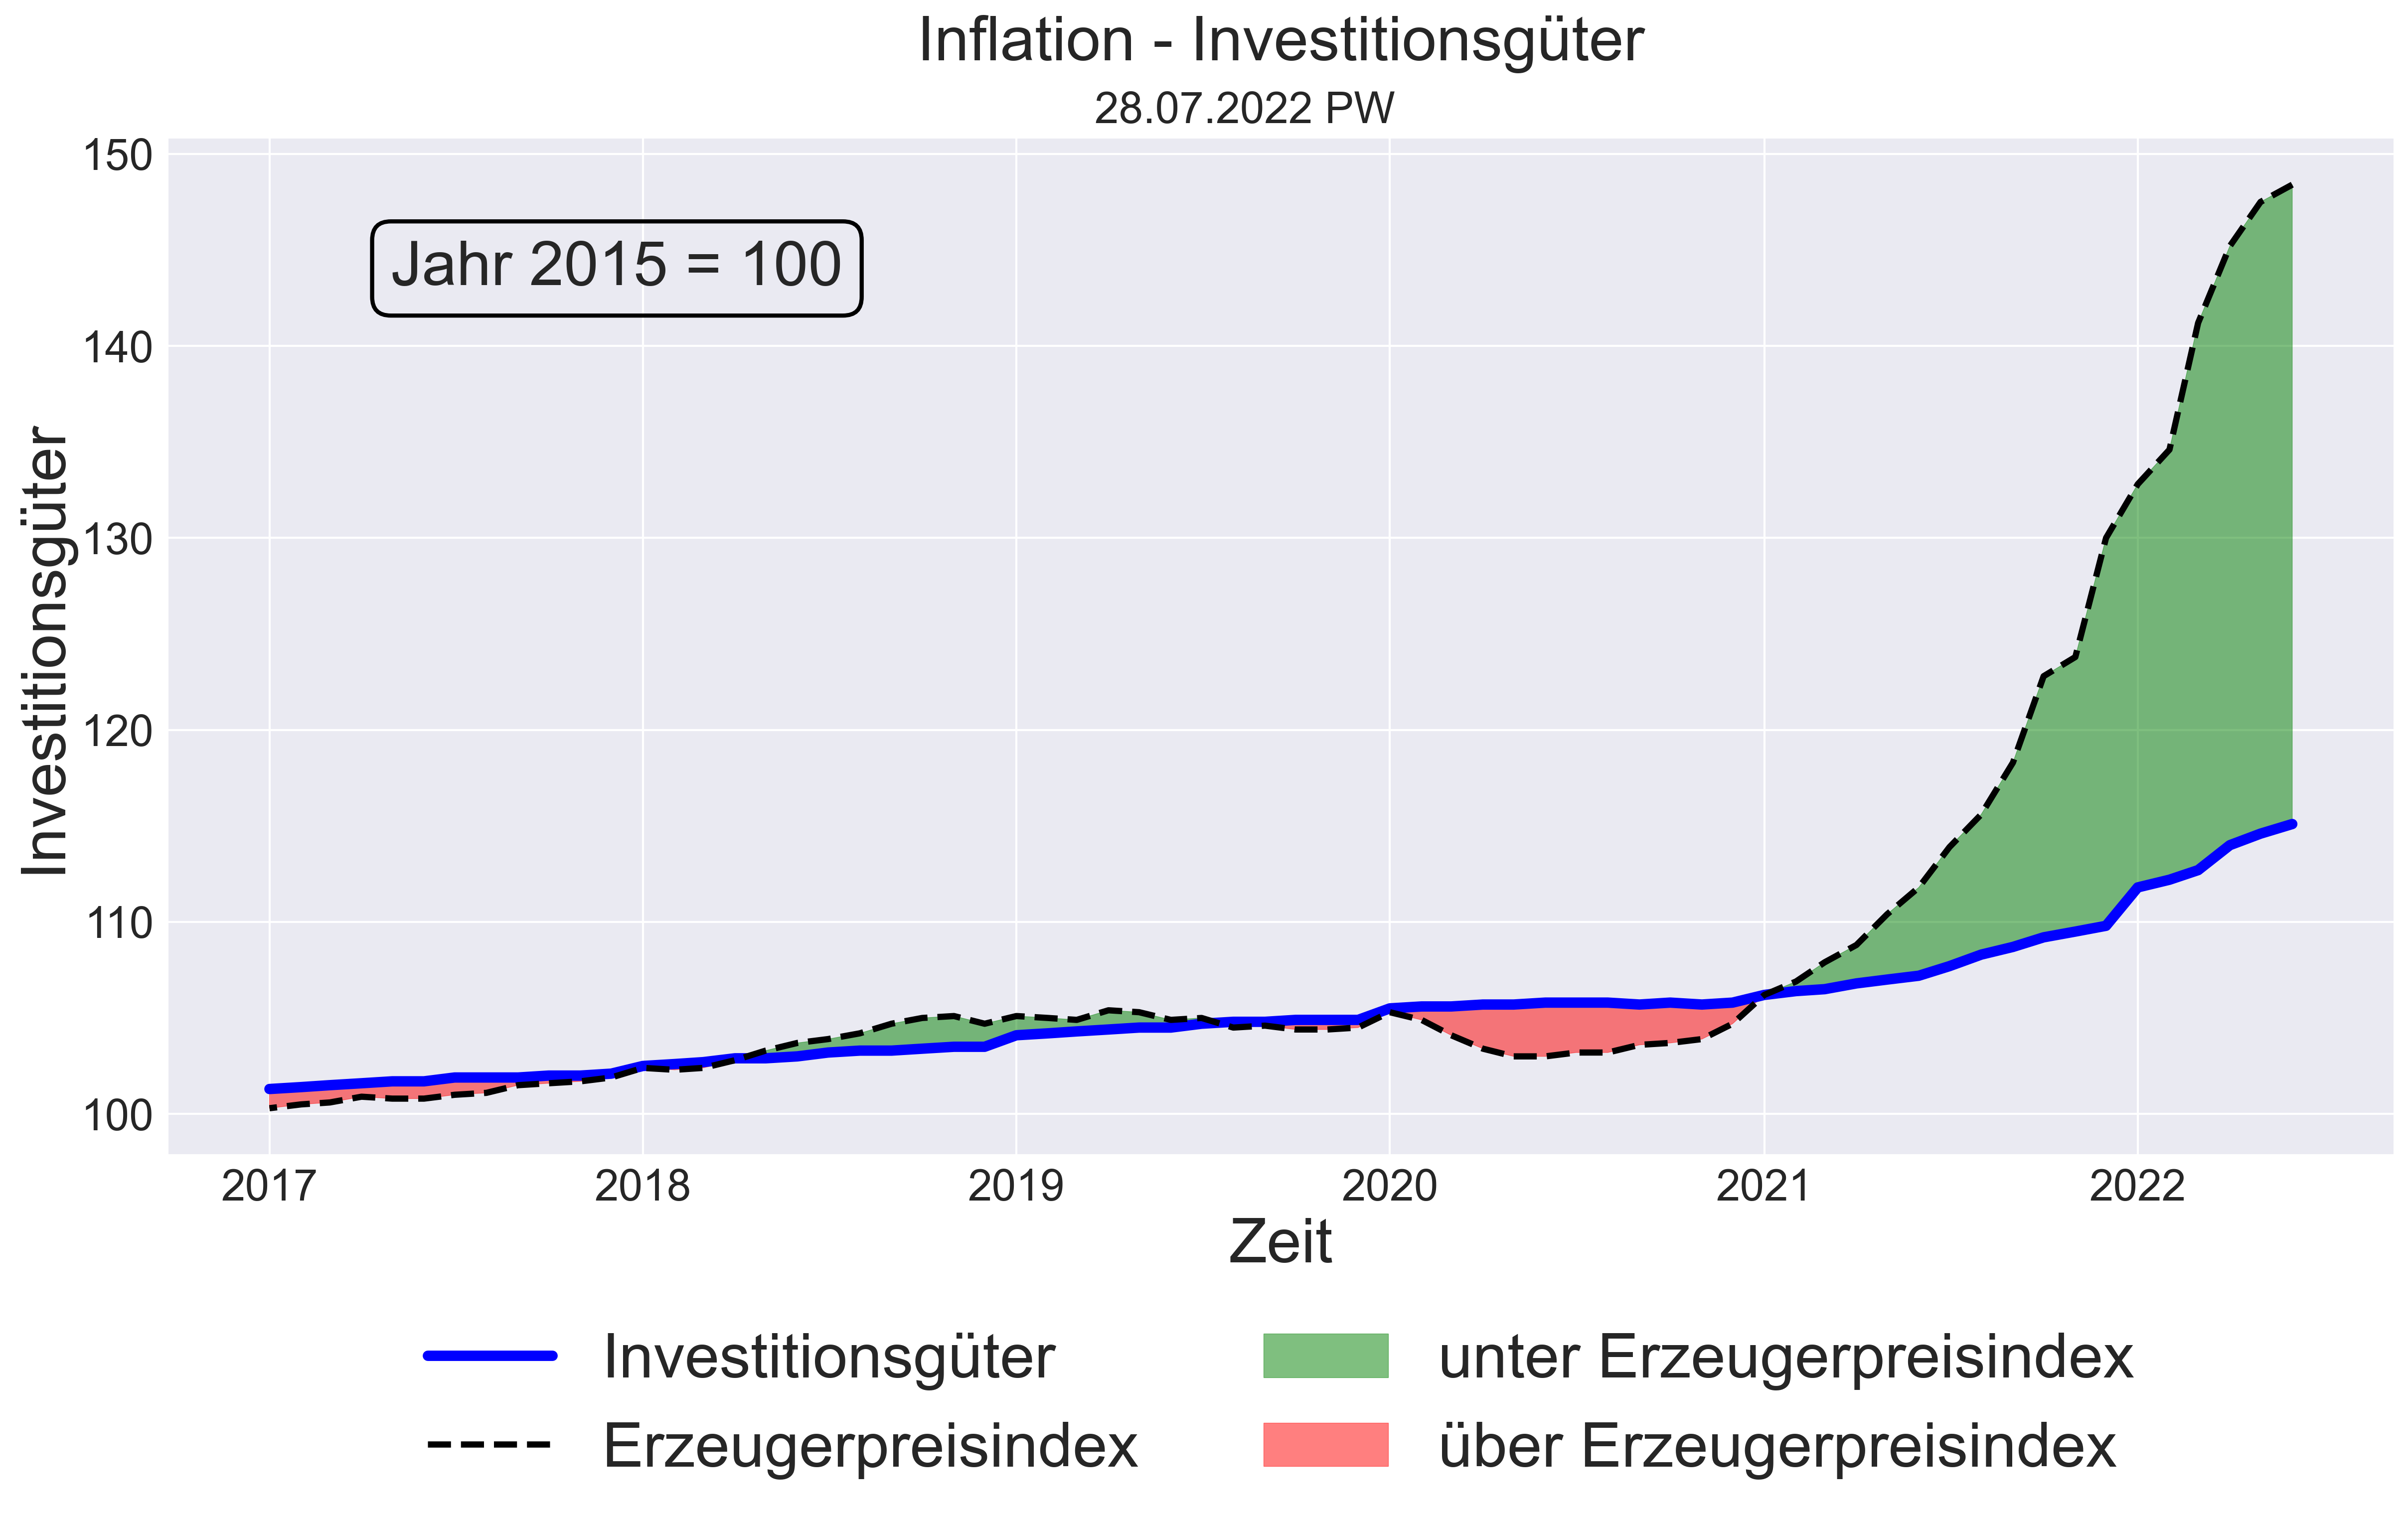 Inflation - Investitionsgüter
28.07.2022 PW
Investitionsgüter
150
140
130
120
110
100
Jahr 2015 = 100
2017 2018 2019 2020 2021 2022
Zeit
Investitionsgüter
Erzeugerpreisindex
unter Erzeugerpreisindex
über Erzeugerpreisindex